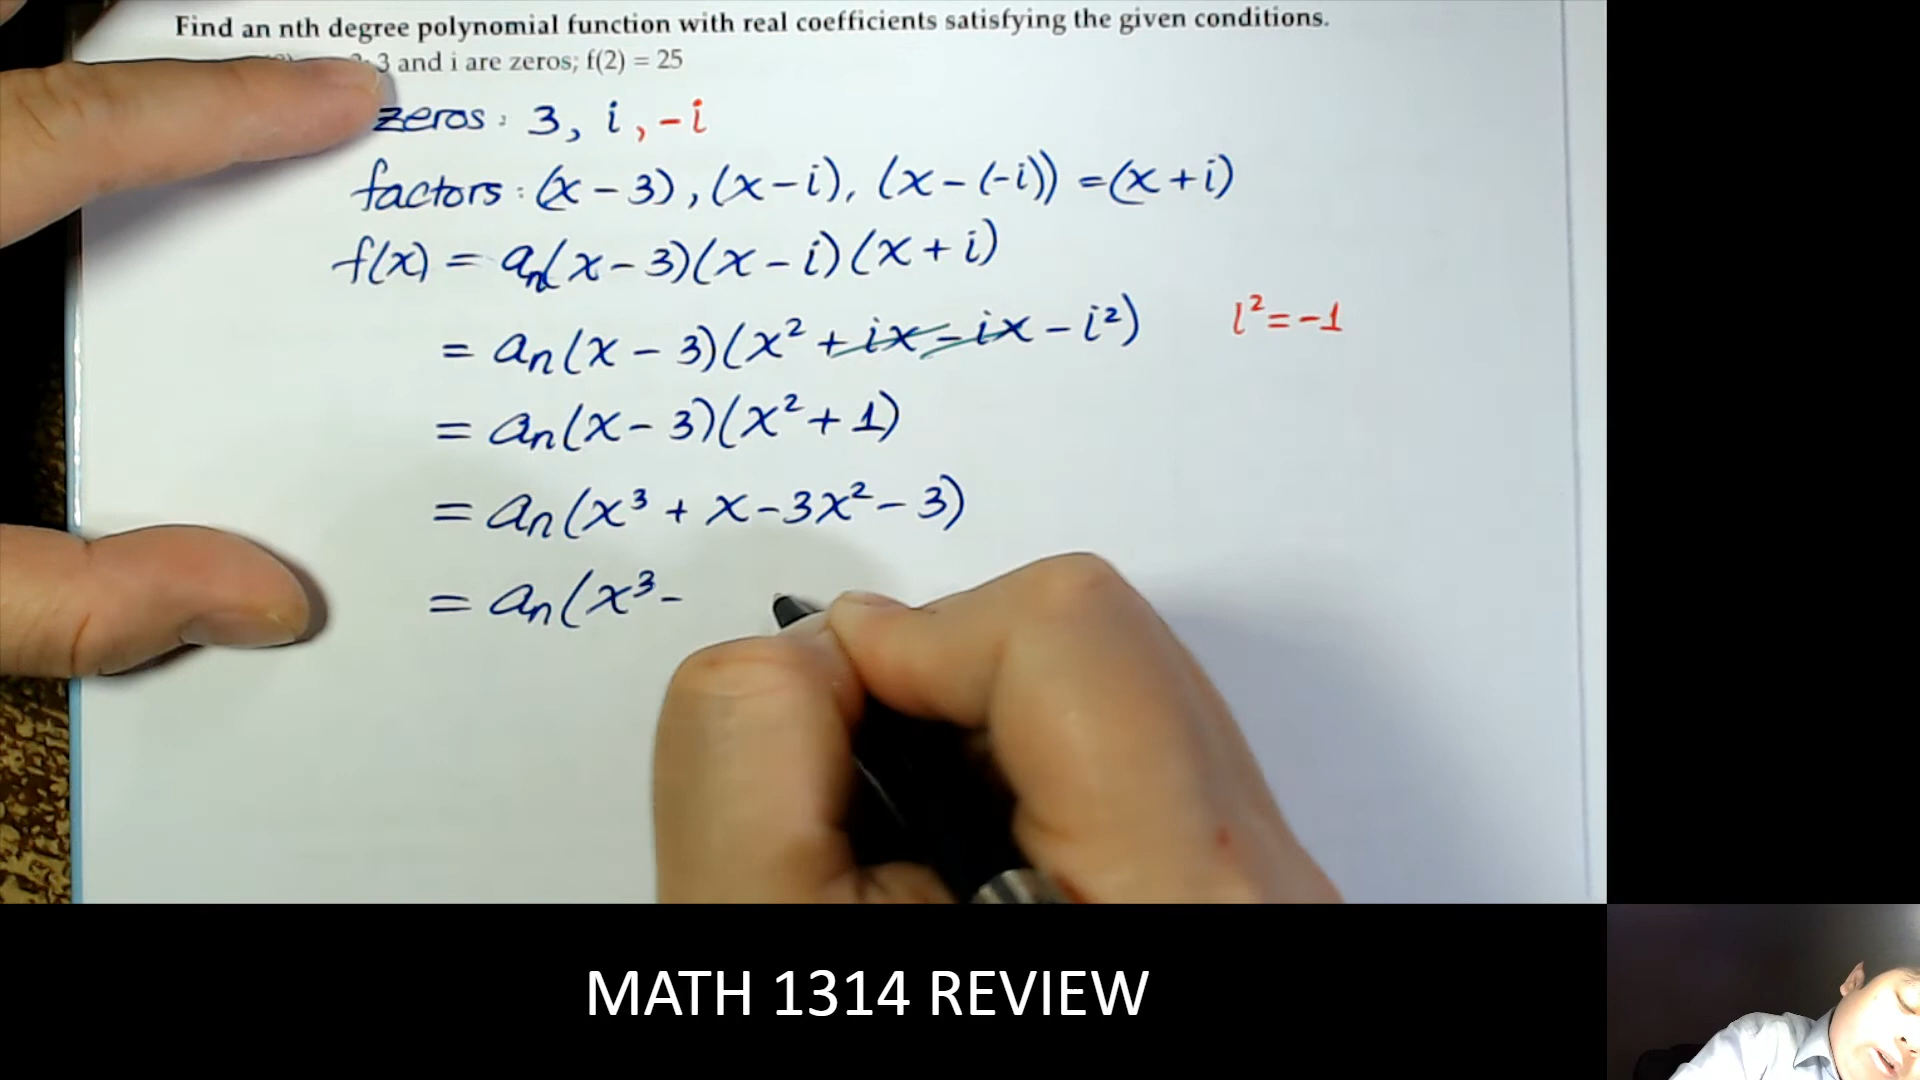 Find an nth degree polynomial function with real coefficients satisfying the given conditions.
3 and i are zeros; f(2) = 25
zeros: 3, i, -i
factors: (x - 3), (x - i), (x - (-i)) = (x + i)
f(x) = aₙ(x - 3)(x - i)(x + i)
= aₙ(x - 3)(x² + ix - ix - i²)
i² = -1
= aₙ(x - 3)(x² + 1)
= aₙ(x³ + x - 3x² - 3)
= aₙ(x³ -
MATH 1314 REVIEW